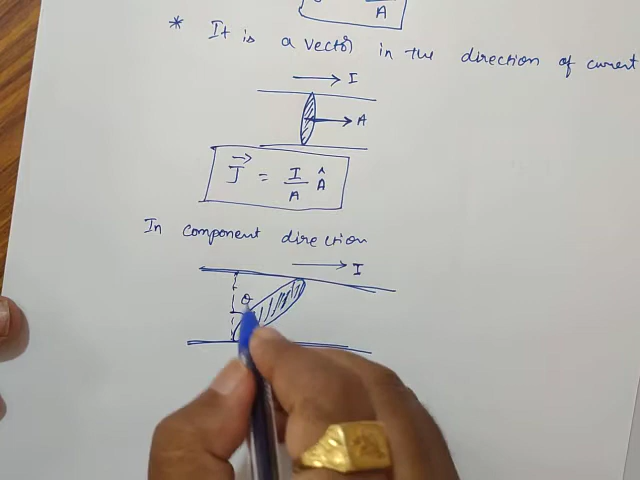 A
* It is a vector in the direction of current
→ I
→ A
J⃗ = I/A Â
In component direction
→ I
θ